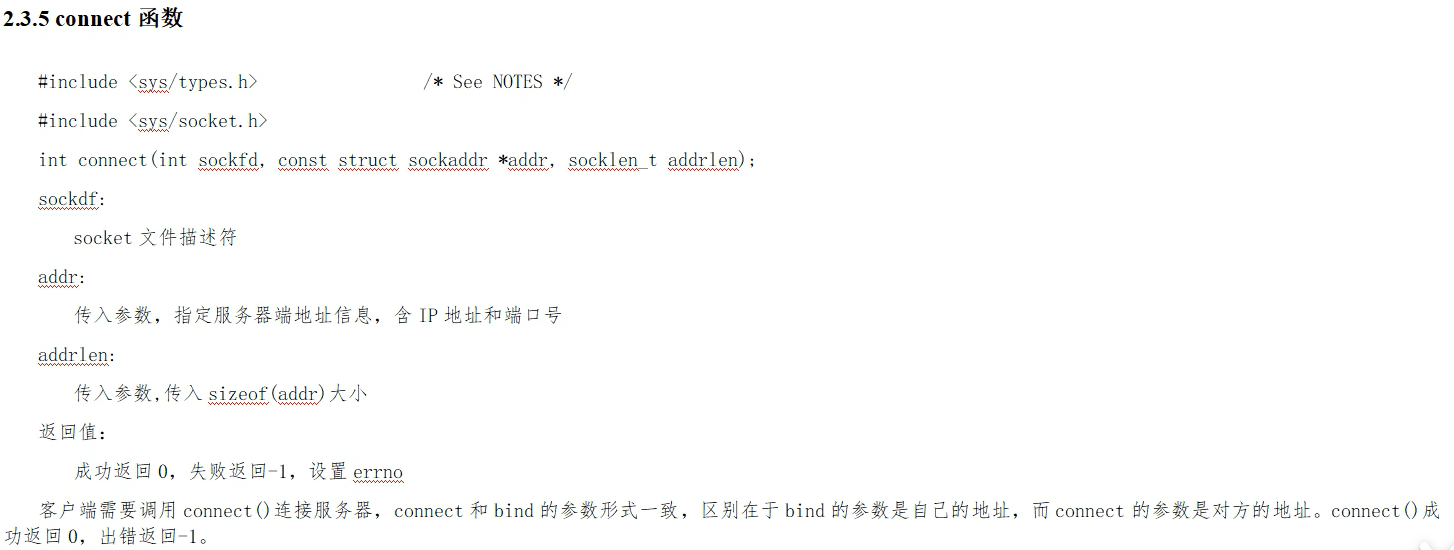 2.3.5 connect 函数
#include <sys/types.h> /* See NOTES */
#include <sys/socket.h>
int connect(int sockfd, const struct sockaddr *addr, socklen_t addrlen);
sockdf:
socket 文件描述符
addr:
传入参数，指定服务器端地址信息，含 IP 地址和端口号
addrlen:
传入参数,传入 sizeof(addr)大小
返回值：
成功返回 0，失败返回-1，设置 errno
客户端需要调用 connect()连接服务器，connect 和 bind 的参数形式一致，区别在于 bind 的参数是自己的地址，而 connect 的参数是对方的地址。connect()成
功返回 0，出错返回-1。